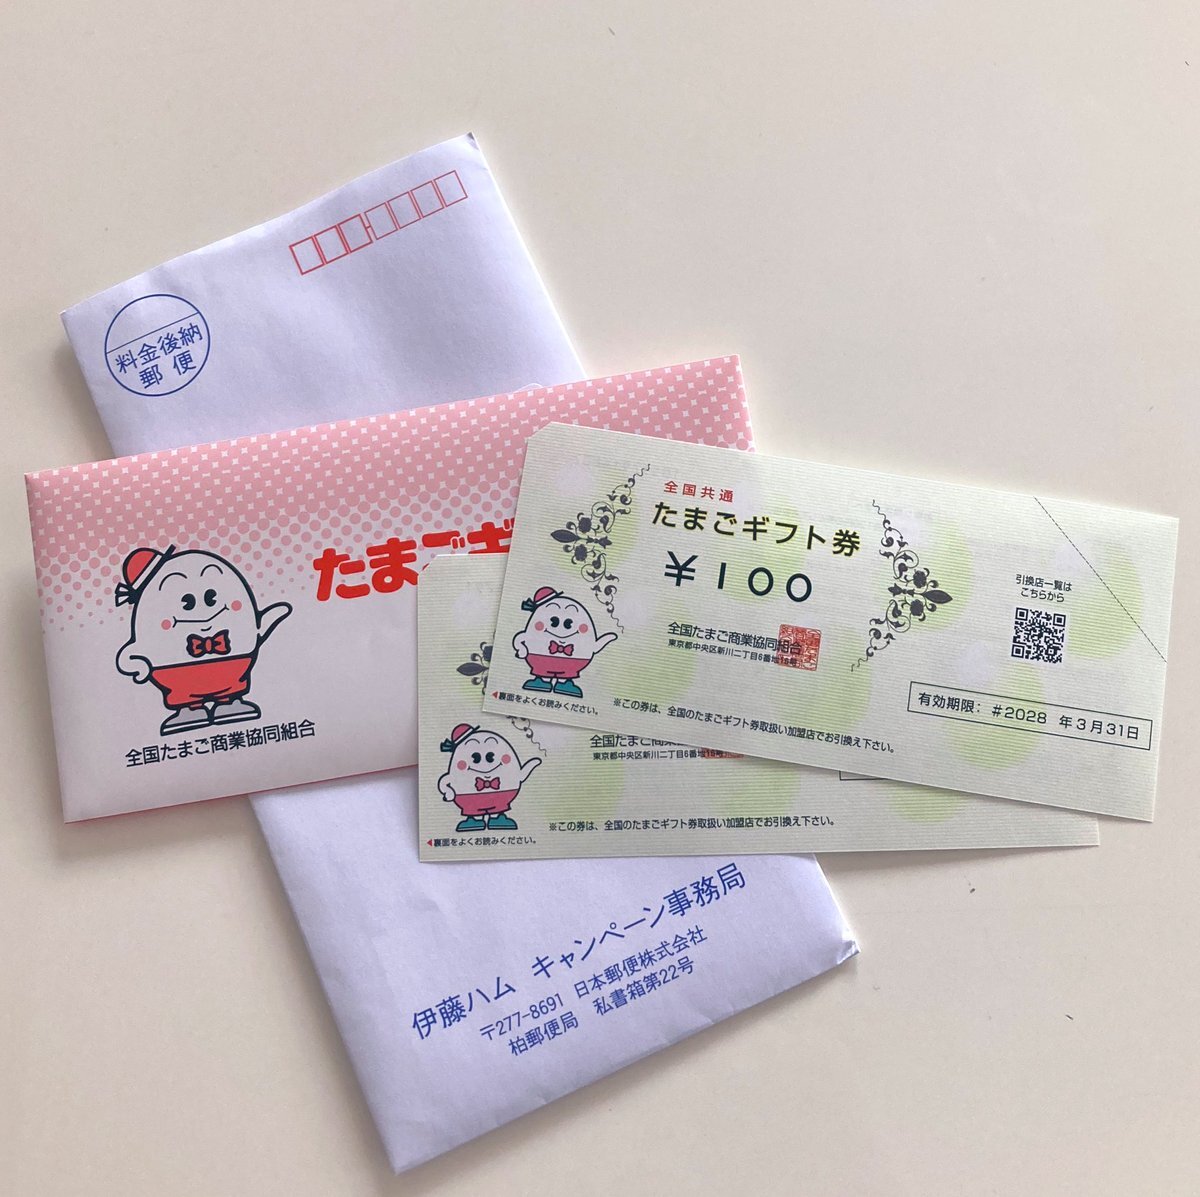 料金後納
郵便
たまごギ
全国たまご商業協同組合
全国共通
たまごギフト券
¥100
引換店一覧は
こちらから
全国たまご商業協同組合
東京都中央区新川二丁目6番地16号
有効期限：#2028 年3月31日
◀裏面をよくお読みください。
※この券は、全国のたまごギフト券取扱い加盟店でお引換え下さい。
全国たまご商業
東京都中央区新川二丁目6番地16号
◀裏面をよくお読みください。
※この券は、全国のたまごギフト券取扱い加盟店でお引換え下さい。
伊藤ハム キャンペーン事務局
〒277-8691 日本郵便株式会社
柏郵便局 私書箱第22号